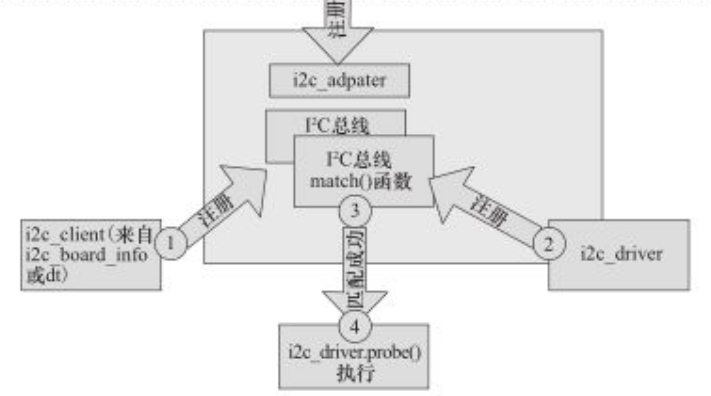 注册
i2c_adpater
I²C总线
I²C总线
match()函数
注册
注册
3
i2c_client(来自
i2c_board_info
或dt)
1
2
i2c_driver
匹配成功
4
i2c_driver.probe()
执行